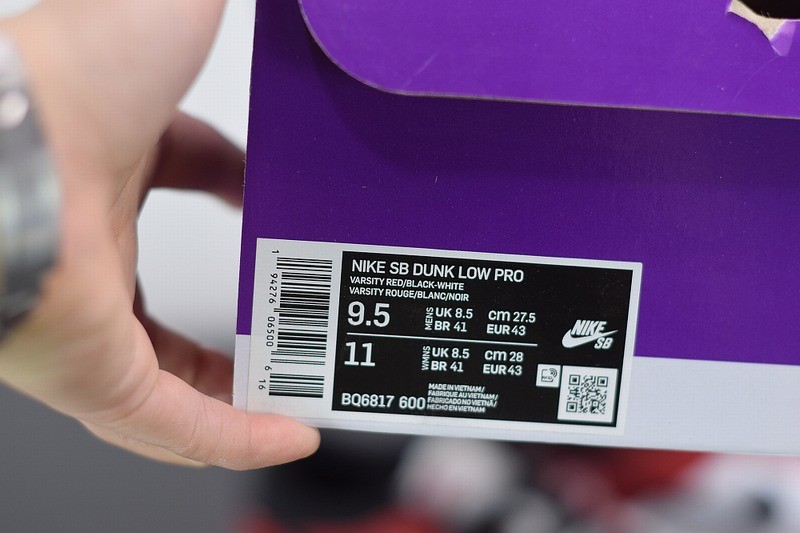 NIKE SB DUNK LOW PRO
VARSITY RED/BLACK-WHITE
VARSITY ROUGE/BLANC/NOIR
9.5 MENS UK 8.5 cm 27.5
BR 41 EUR 43
11 WMNS UK 8.5 cm 28
BR 41 EUR 43
NIKE
SB
BQ6817 600
MADE IN VIETNAM/
FABRIQUE AU VIETNAM/
FABRICADO NO VIETNÃ/
HECHO EN VIETNAM
1 94276 06500 6 16